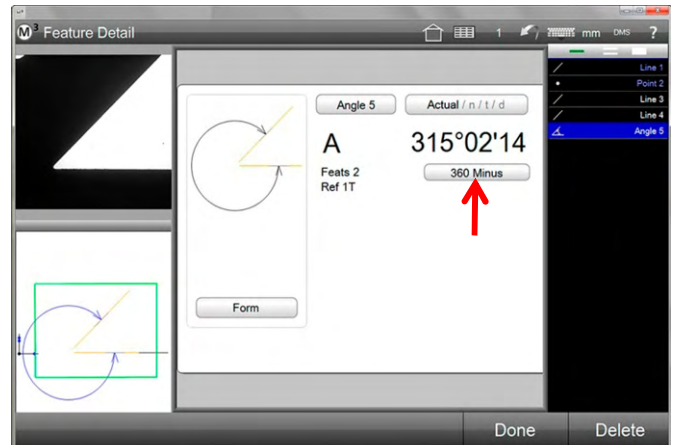 M³ Feature Detail
1
mm
DMS
?
Line 1
Point 2
Line 3
Line 4
Angle 5
Angle 5
Actual / n / t / d
A
315°02'14
Feats 2
360 Minus
Ref 1T
Form
Done
Delete